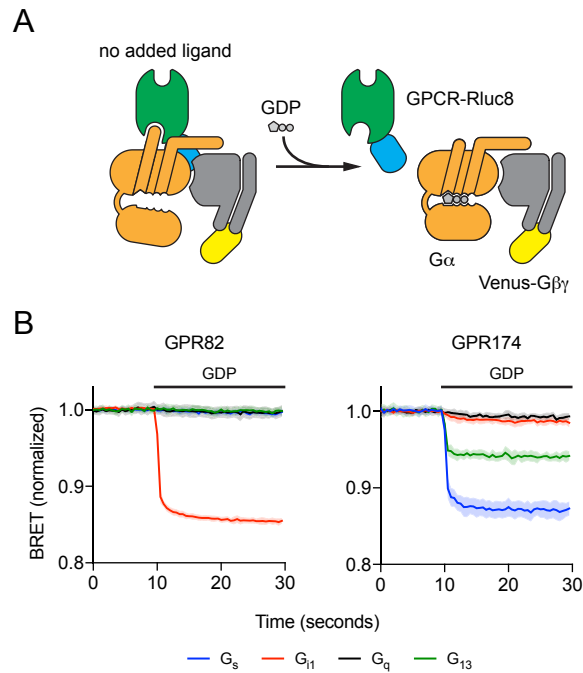 A
no added ligand
GDP
GPCR-Rluc8
Gα
Venus-Gβγ
B
GPR82
GPR174
GDP
GDP
BRET (normalized)
1.0
0.9
0.8
0
10
20
30
1.0
0.9
0.8
0
10
20
30
Time (seconds)
Gs
Gi1
Gq
G13